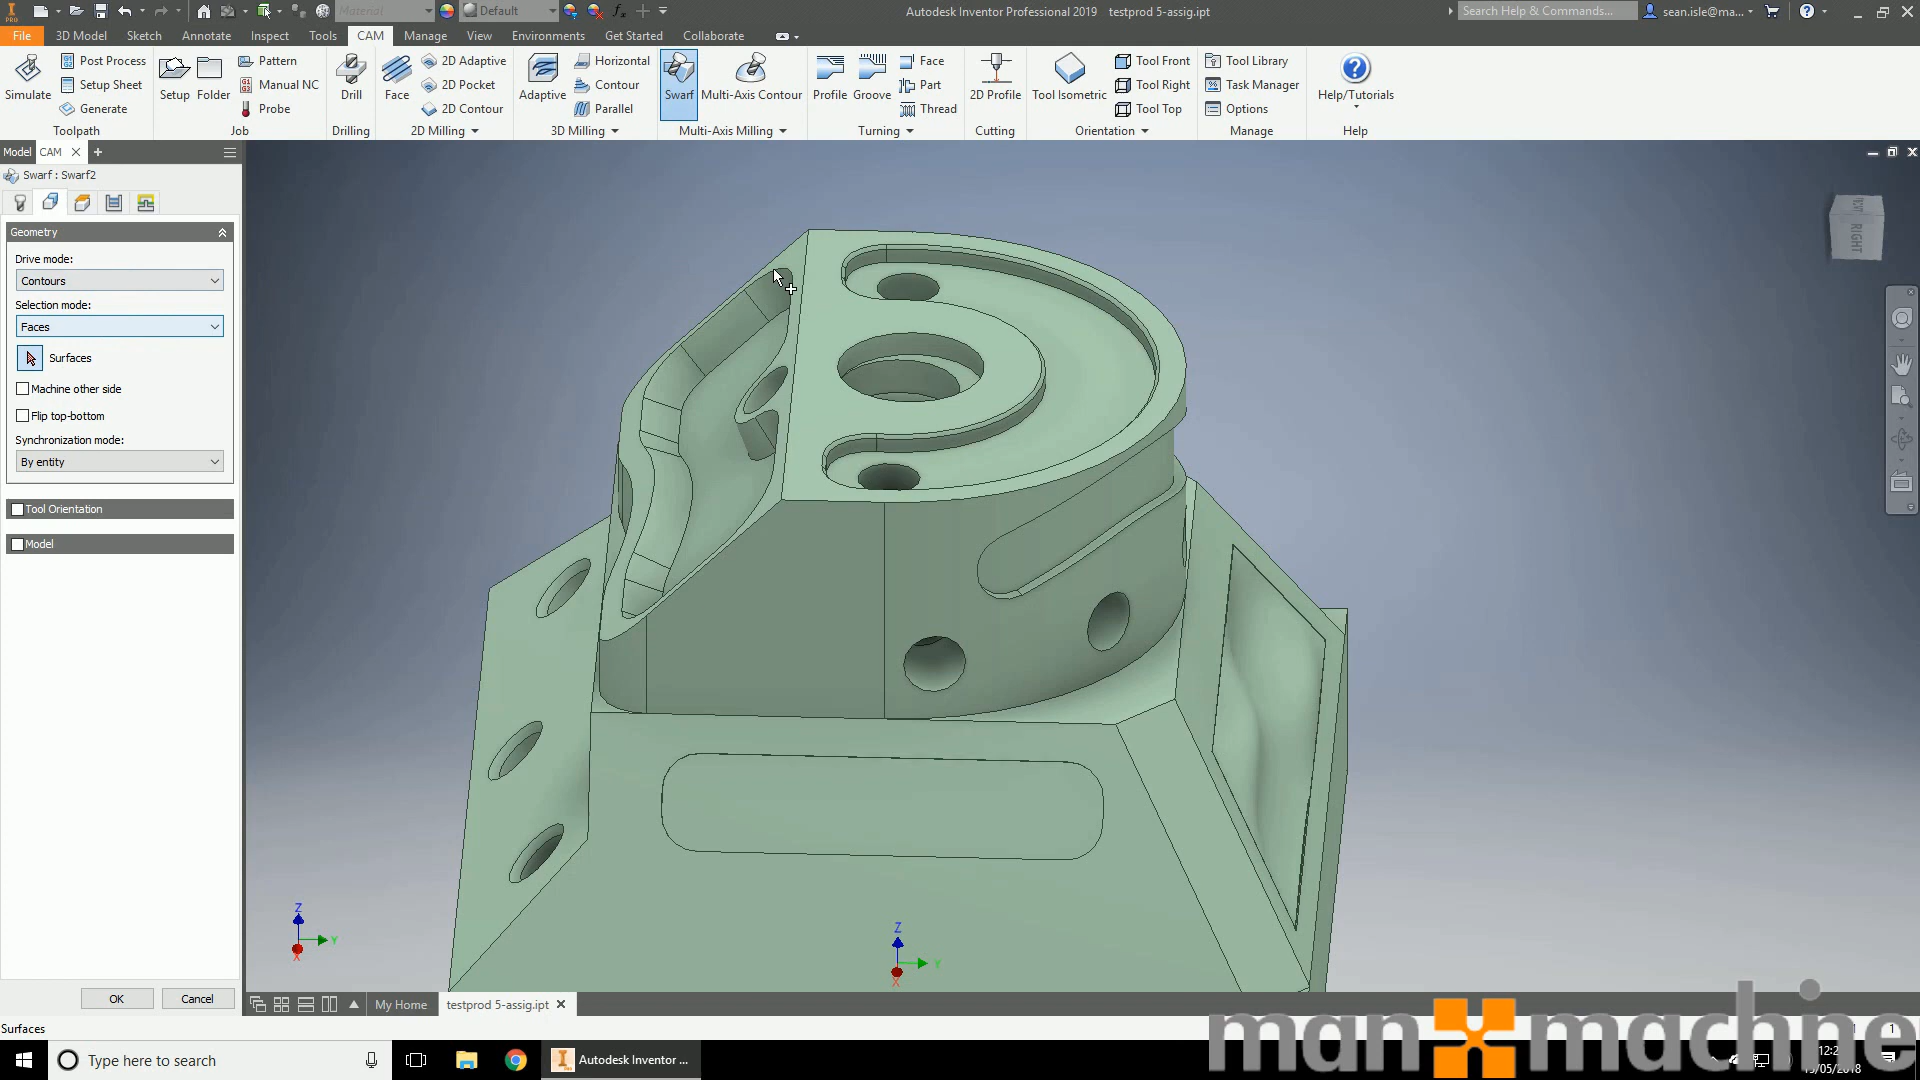 Material
Default
Autodesk Inventor Professional 2019 testprod 5-assig.ipt
Search Help & Commands...
sean.isle@ma...
PRO
File
3D Model
Sketch
Annotate
Inspect
Tools
CAM
Manage
View
Environments
Get Started
Collaborate
Simulate
Post Process
Setup Sheet
Generate
Toolpath
Setup
Folder
Pattern
Manual NC
Probe
Job
Drill
Drilling
Face
2D Adaptive
2D Pocket
2D Contour
2D Milling
Adaptive
Horizontal
Contour
Parallel
3D Milling
Swarf
Multi-Axis Contour
Multi-Axis Milling
Profile
Groove
Face
Part
Thread
Turning
2D Profile
Cutting
Tool Isometric
Tool Front
Tool Right
Tool Top
Orientation
Tool Library
Task Manager
Options
Manage
Help/Tutorials
Help
Model
CAM
Swarf : Swarf2
Geometry
Drive mode:
Contours
Selection mode:
Faces
Surfaces
Machine other side
Flip top-bottom
Synchronization mode:
By entity
Tool Orientation
Model
OK
Cancel
RIGHT
Z
Y
X
Z
Y
X
My Home
testprod 5-assig.ipt
Surfaces
man machine
Type here to search
Autodesk Inventor ...